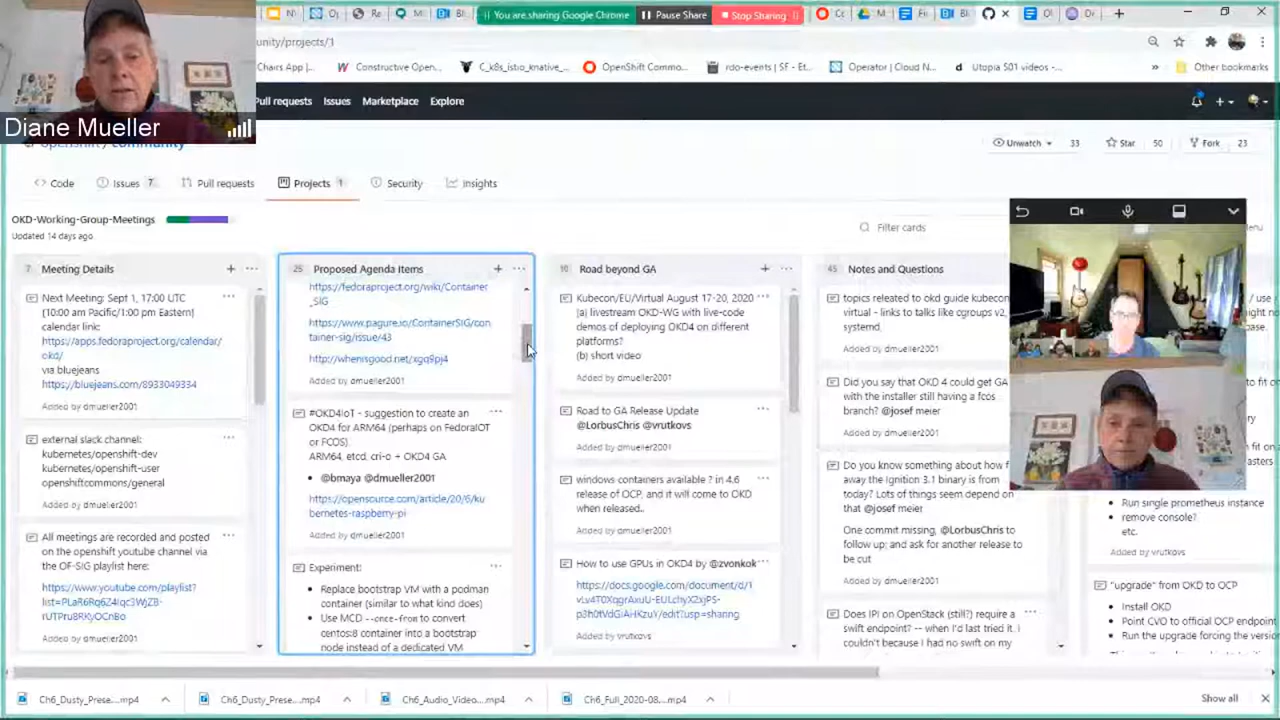 You are sharing Google Chrome
Pause Share
Stop Sharing
unity/projects/1
Chairs App |...
Constructive Open...
C_k8s_istio_knative_...
OpenShift Commo...
rdo-events | SF - Et...
Operator | Cloud N...
Utopia 501 videos -...
Other bookmarks
Pull requests
Issues
Marketplace
Explore
Diane Mueller
openshift / community
Unwatch
33
Star
50
Fork
23
Code
Issues 7
Pull requests
Projects 1
Security
Insights
OKD-Working-Group-Meetings
Updated 14 days ago
Filter cards
enu
7 Meeting Details
Next Meeting: Sept 1, 17:00 UTC
[10:00 am Pacific/1:00 pm Eastern]
calendar link:
https://apps.fedoraproject.org/calendar/
okd/
via bluejeans
https://bluejeans.com/8933049334
Added by dmueller2001
external slack channel:
kubernetes/openshift-dev
kubernetes/openshift-user
openshiftcommons/general
Added by dmueller2001
All meetings are recorded and posted
on the openshift youtube channel via
the OF-SIG playlist here:
https://www.youtube.com/playlist?
list=PLaR6Rq6Z4Iqc3WjZB-
rUTPru8RKyOCnBo
Added by dmueller2001
25 Proposed Agenda Items
https://fedoraproject.org/wiki/Container
_SIG
https://www.pagure.io/ContainerSIG/con
tainer-sig/issue/43
http://whenisgood.net/xgq9pj4
Added by dmueller2001
#OKD4IoT - suggestion to create an
OKD4 for ARM64 (perhaps on FedoraIOT
or FCOS).
ARM64, etcd, cri-o + OKD4 GA
• @bmaya @dmueller2001
https://opensource.com/article/20/6/ku
bernetes-raspberry-pi
Added by dmueller2001
Experiment:
• Replace bootstrap VM with a podman
container (similar to what kind does)
• Use MCD --once-from to convert
centos8 container into a bootstrap
node instead of a dedicated VM
10 Road beyond GA
Kubecon/EU/Virtual August 17-20, 2020
(a) livestream OKD-WG with live-code
demos of deploying OKD4 on different
platforms?
(b) short video
Added by dmueller2001
Road to GA Release Update
@LorbusChris @vrutkovs
Added by dmueller2001
windows containers available ? in 4.6
release of OCP, and it will come to OKD
when released..
Added by dmueller2001
How to use GPUs in OKD4 by @zvonkok
https://docs.google.com/document/d/1
Added by vrutkovs
45 Notes and Questions
topics releated to okd guide kubecon
virtual - links to talks like cgroups v2,
systemd.
Added by dmueller2001
Did you say that OKD 4 could get GA
with the installer still having a fcos
branch? @josef meier
Added by dmueller2001
Do you know something about how f
away the Ignition 3.1 binary is from
today? Lots of things seem depend on
that @josef meier
One commit missing, @LorbusChris to
follow up; and ask for another release to
be cut
Added by dmueller2001
Does IPI on OpenStack (still?) require a
swift endpoint? -- when I'd last tried it, I
couldn't because I had no swift on my
• Run single prometheus instance
• remove console?
etc.
Added by vrutkovs
"upgrade" from OKD to OCP
• Install OKD
• Point CVO to official OCP endpoint
• Run the upgrade forcing the version
Ch6_Dusty_Prese....mp4
Ch6_Dusty_Prese....mp4
Ch6_Audio_Video....mp4
Ch6_Full_2020-08....mp4
Show all